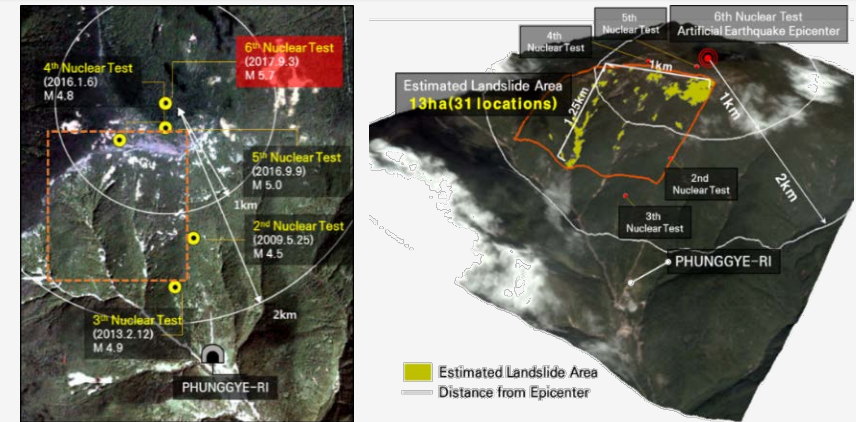 6th Nuclear Test
(2017.9.3)
M 5.7
4th Nuclear Test
(2016.1.6)
M 4.8
5th Nuclear Test
(2016.9.9)
M 5.0
1km
2nd Nuclear Test
(2009.5.25)
M 4.5
2km
3th Nuclear Test
(2013.2.12)
M 4.9
PHUNGGYE-RI
5th
Nuclear Test
6th Nuclear Test
Artificial Earthquake Epicenter
4th
Nuclear Test
1km
Estimated Landslide Area
13ha(31 locations)
1.25km
1km
2km
2nd
Nuclear Test
3th
Nuclear Test
PHUNGGYE-RI
Estimated Landslide Area
Distance from Epicenter